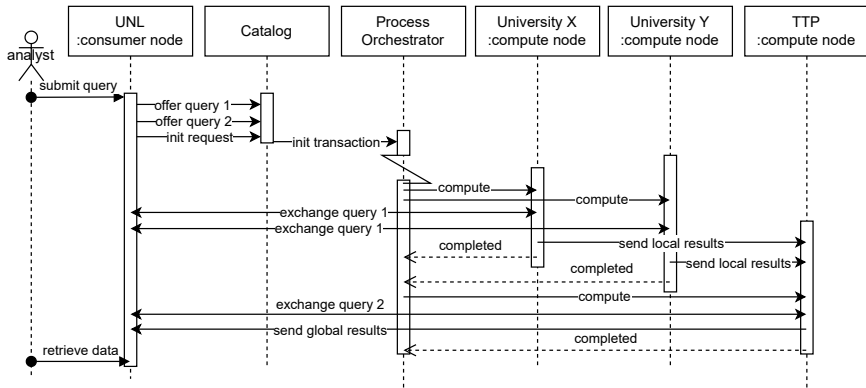 UNL
:consumer node
Catalog
Process
Orchestrator
University X
:compute node
University Y
:compute node
TTP
:compute node
analyst
submit query
offer query 1
offer query 2
init request
init transaction
compute
compute
exchange query 1
exchange query 1
completed
send local results
send local results
completed
compute
exchange query 2
send global results
completed
retrieve data